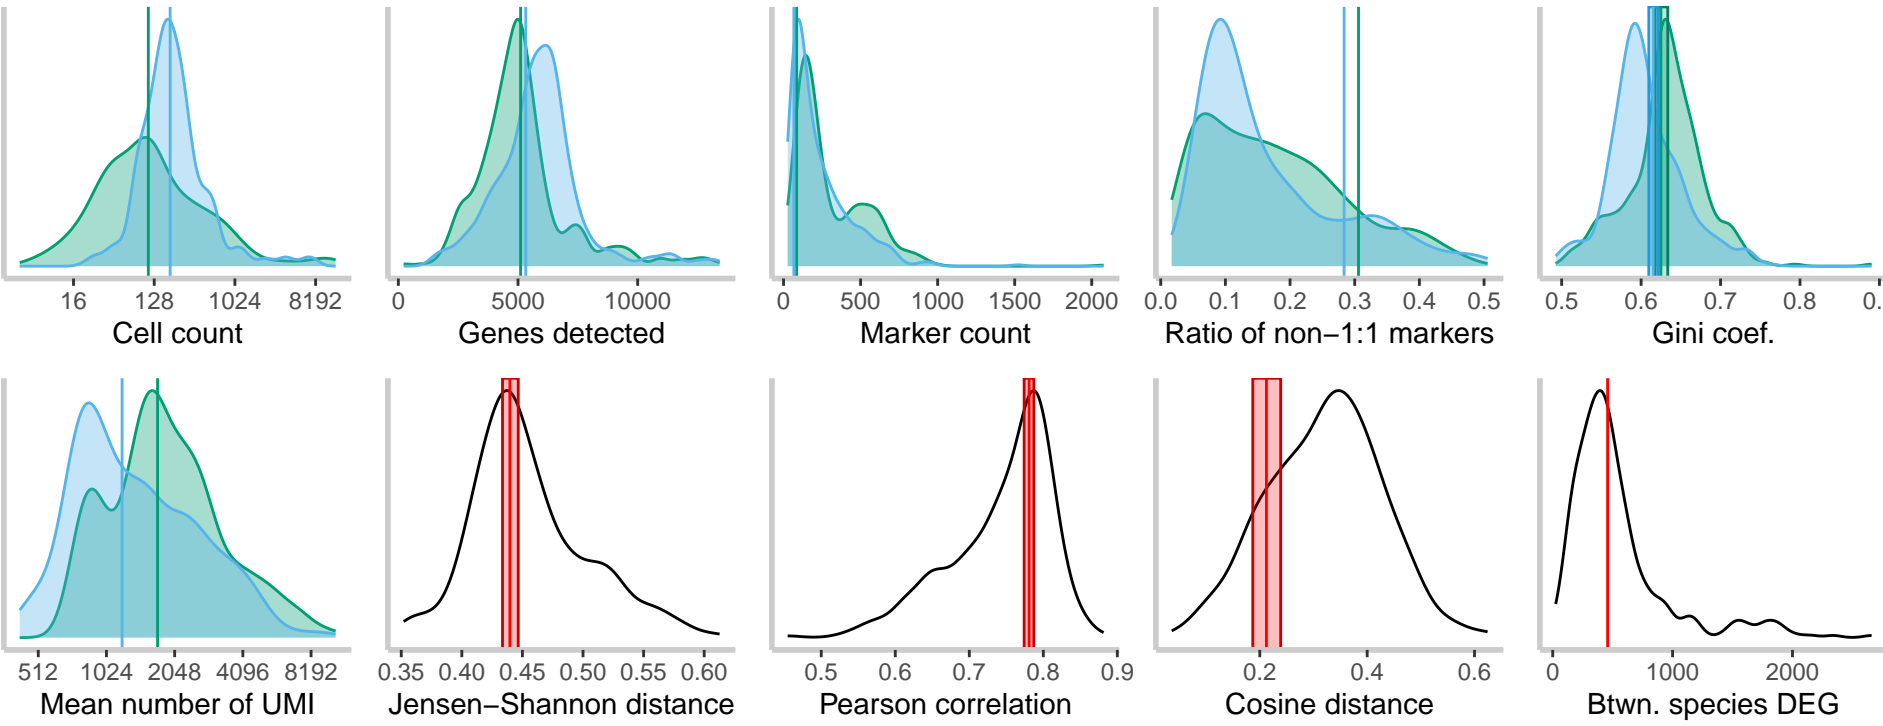 16 128 1024 8192
Cell count
0 5000 10000
Genes detected
0 500 1000 1500 2000
Marker count
0.0 0.1 0.2 0.3 0.4 0.5
Ratio of non−1:1 markers
0.5 0.6 0.7 0.8 0.
Gini coef.
512 1024 2048 4096 8192
Mean number of UMI
0.35 0.40 0.45 0.50 0.55 0.60
Jensen−Shannon distance
0.5 0.6 0.7 0.8 0.9
Pearson correlation
0.2 0.4 0.6
Cosine distance
0 1000 2000
Btwn. species DEG